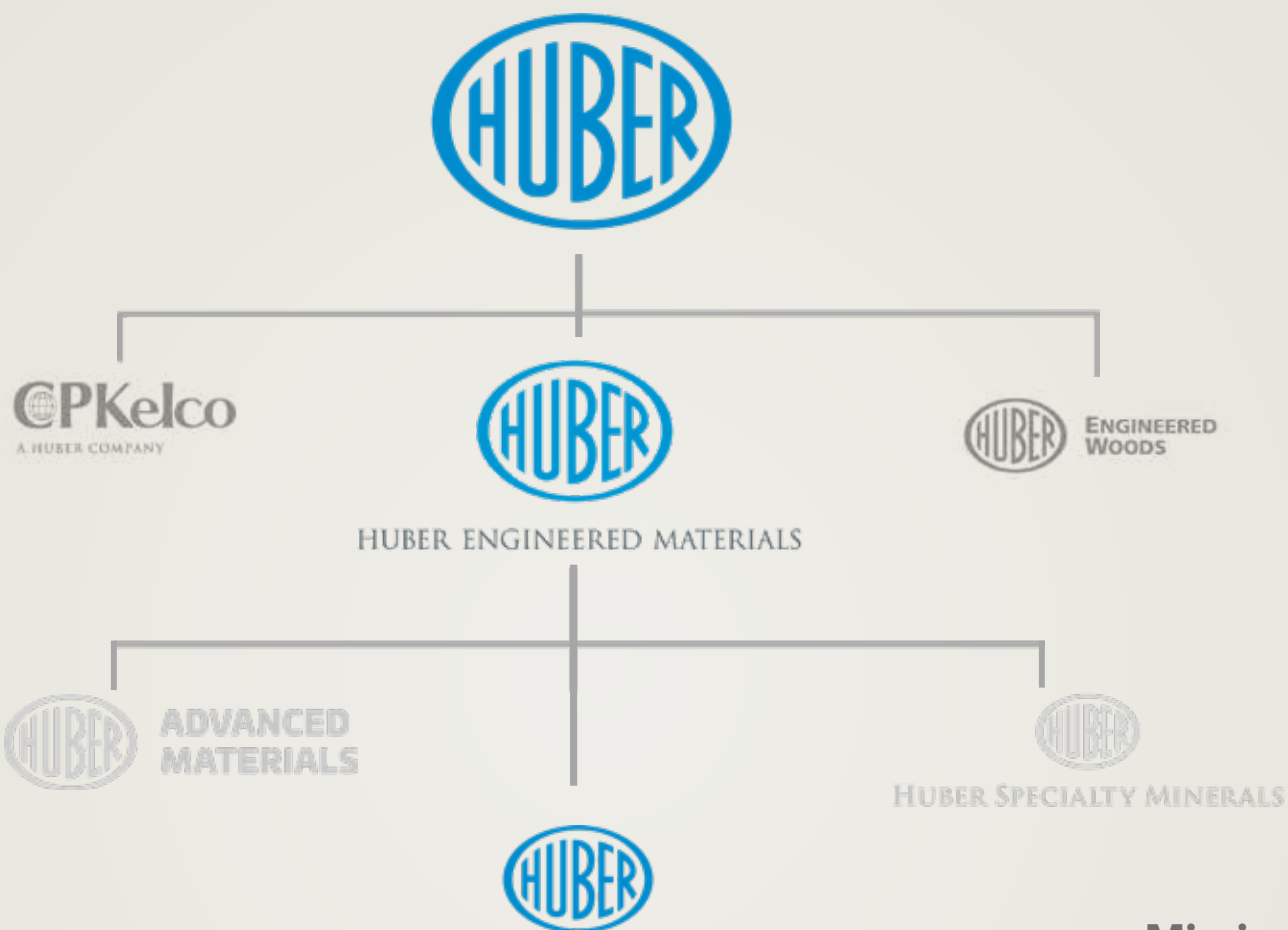 HUBER
CPKelco
A HUBER COMPANY
HUBER
HUBER ENGINEERED MATERIALS
HUBER
ENGINEERED
WOODS
HUBER
ADVANCED
MATERIALS
HUBER
HUBER SPECIALTY MINERALS
HUBER